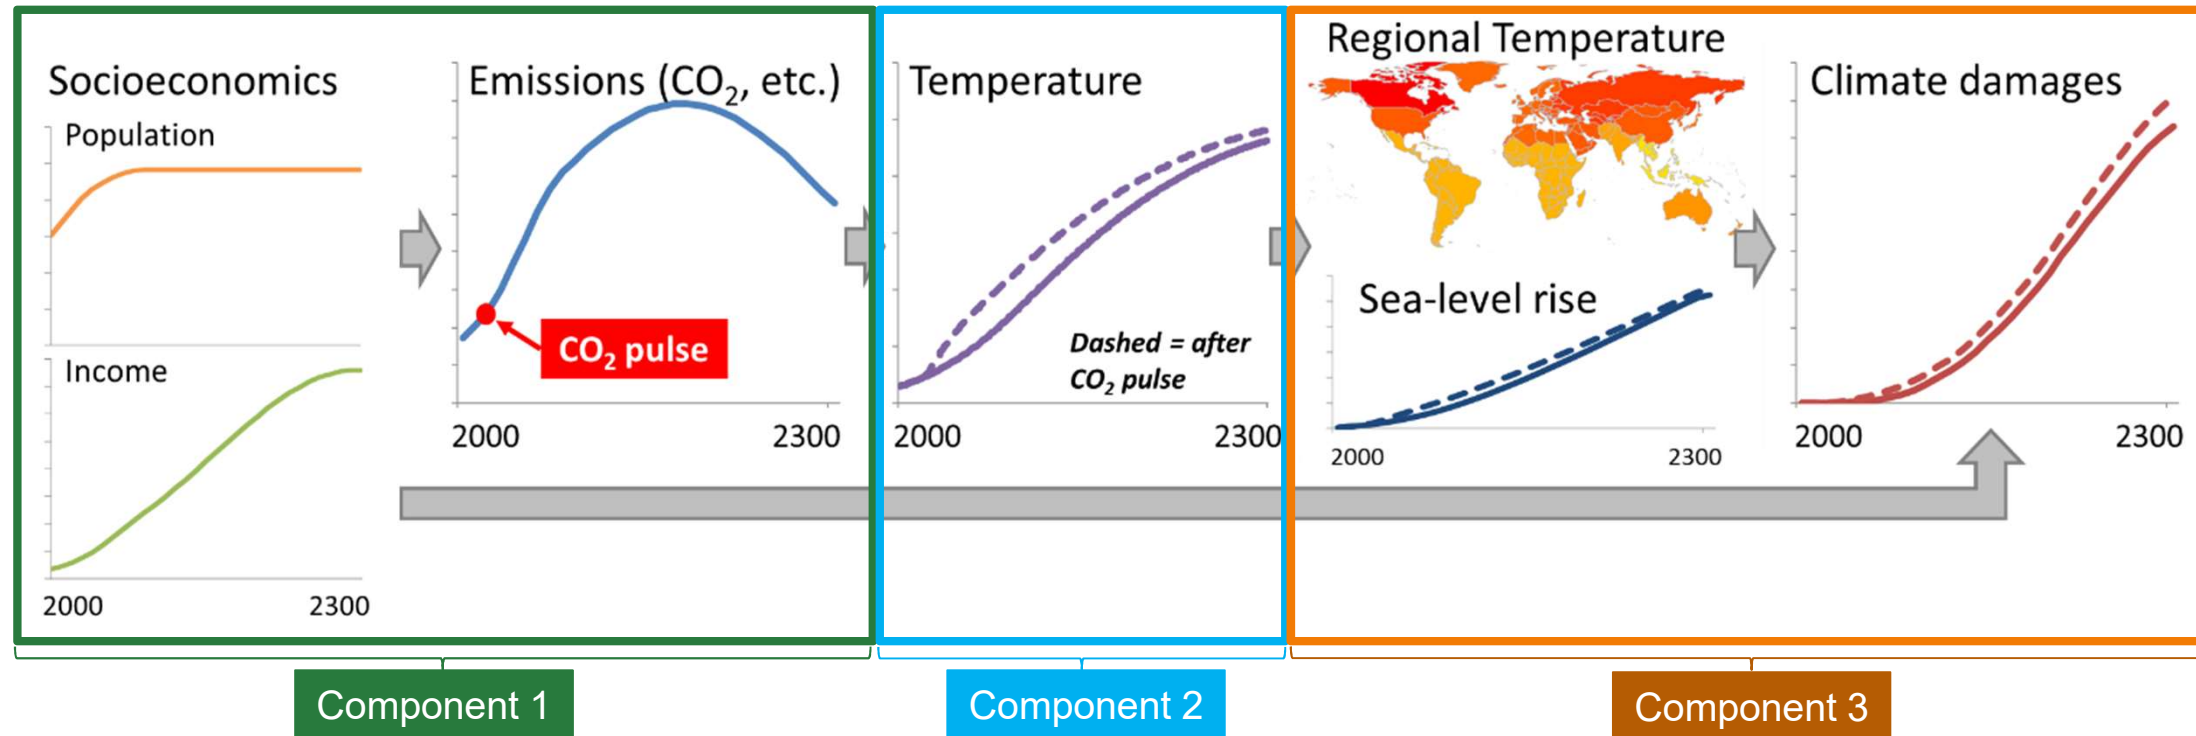 Socioeconomics
Population
Income
2000 2300
Emissions (CO₂, etc.)
CO₂ pulse
2000 2300
Temperature
Dashed = after
CO₂ pulse
2000 2300
Regional Temperature
Sea-level rise
2000 2300
Climate damages
2000 2300
Component 1
Component 2
Component 3